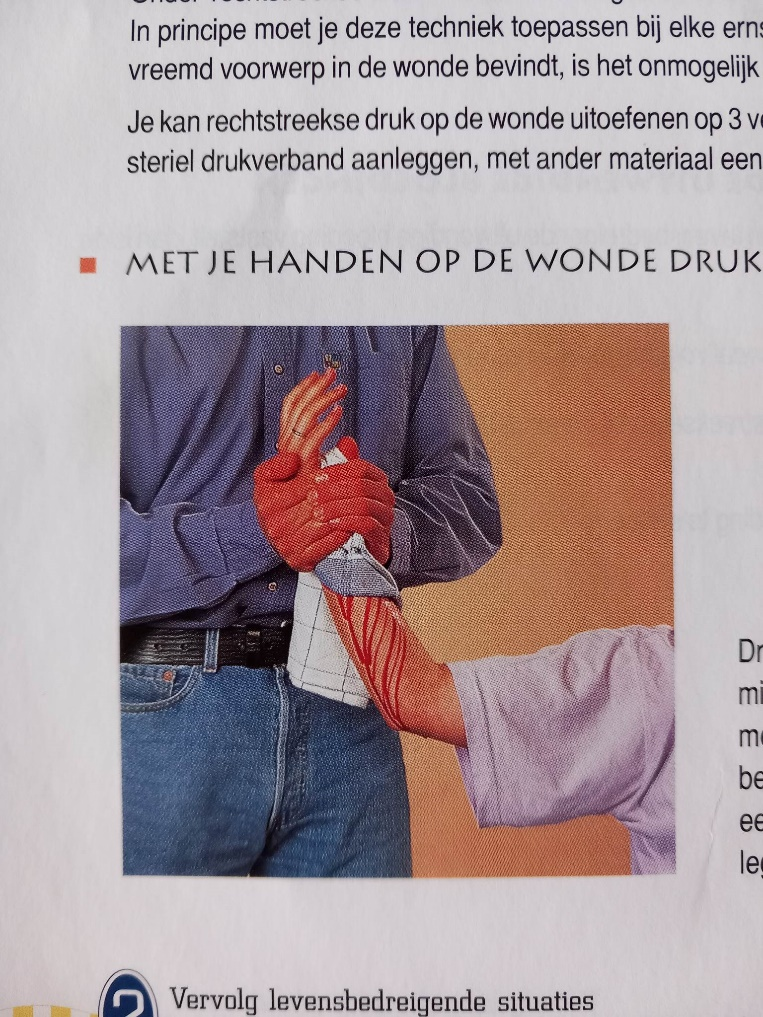 In principe moet je deze techniek toepassen bij elke
vreemd voorwerp in de wonde bevindt, is het onmogelijk
Je kan rechtstreekse druk op de wonde uitoefenen op 3
steriel drukverband aanleggen, met ander materiaal een
MET JE HANDEN OP DE WONDE DRUK
Dr
mi
me
be
ee
leg
2 Vervolg levensbedreigende situaties